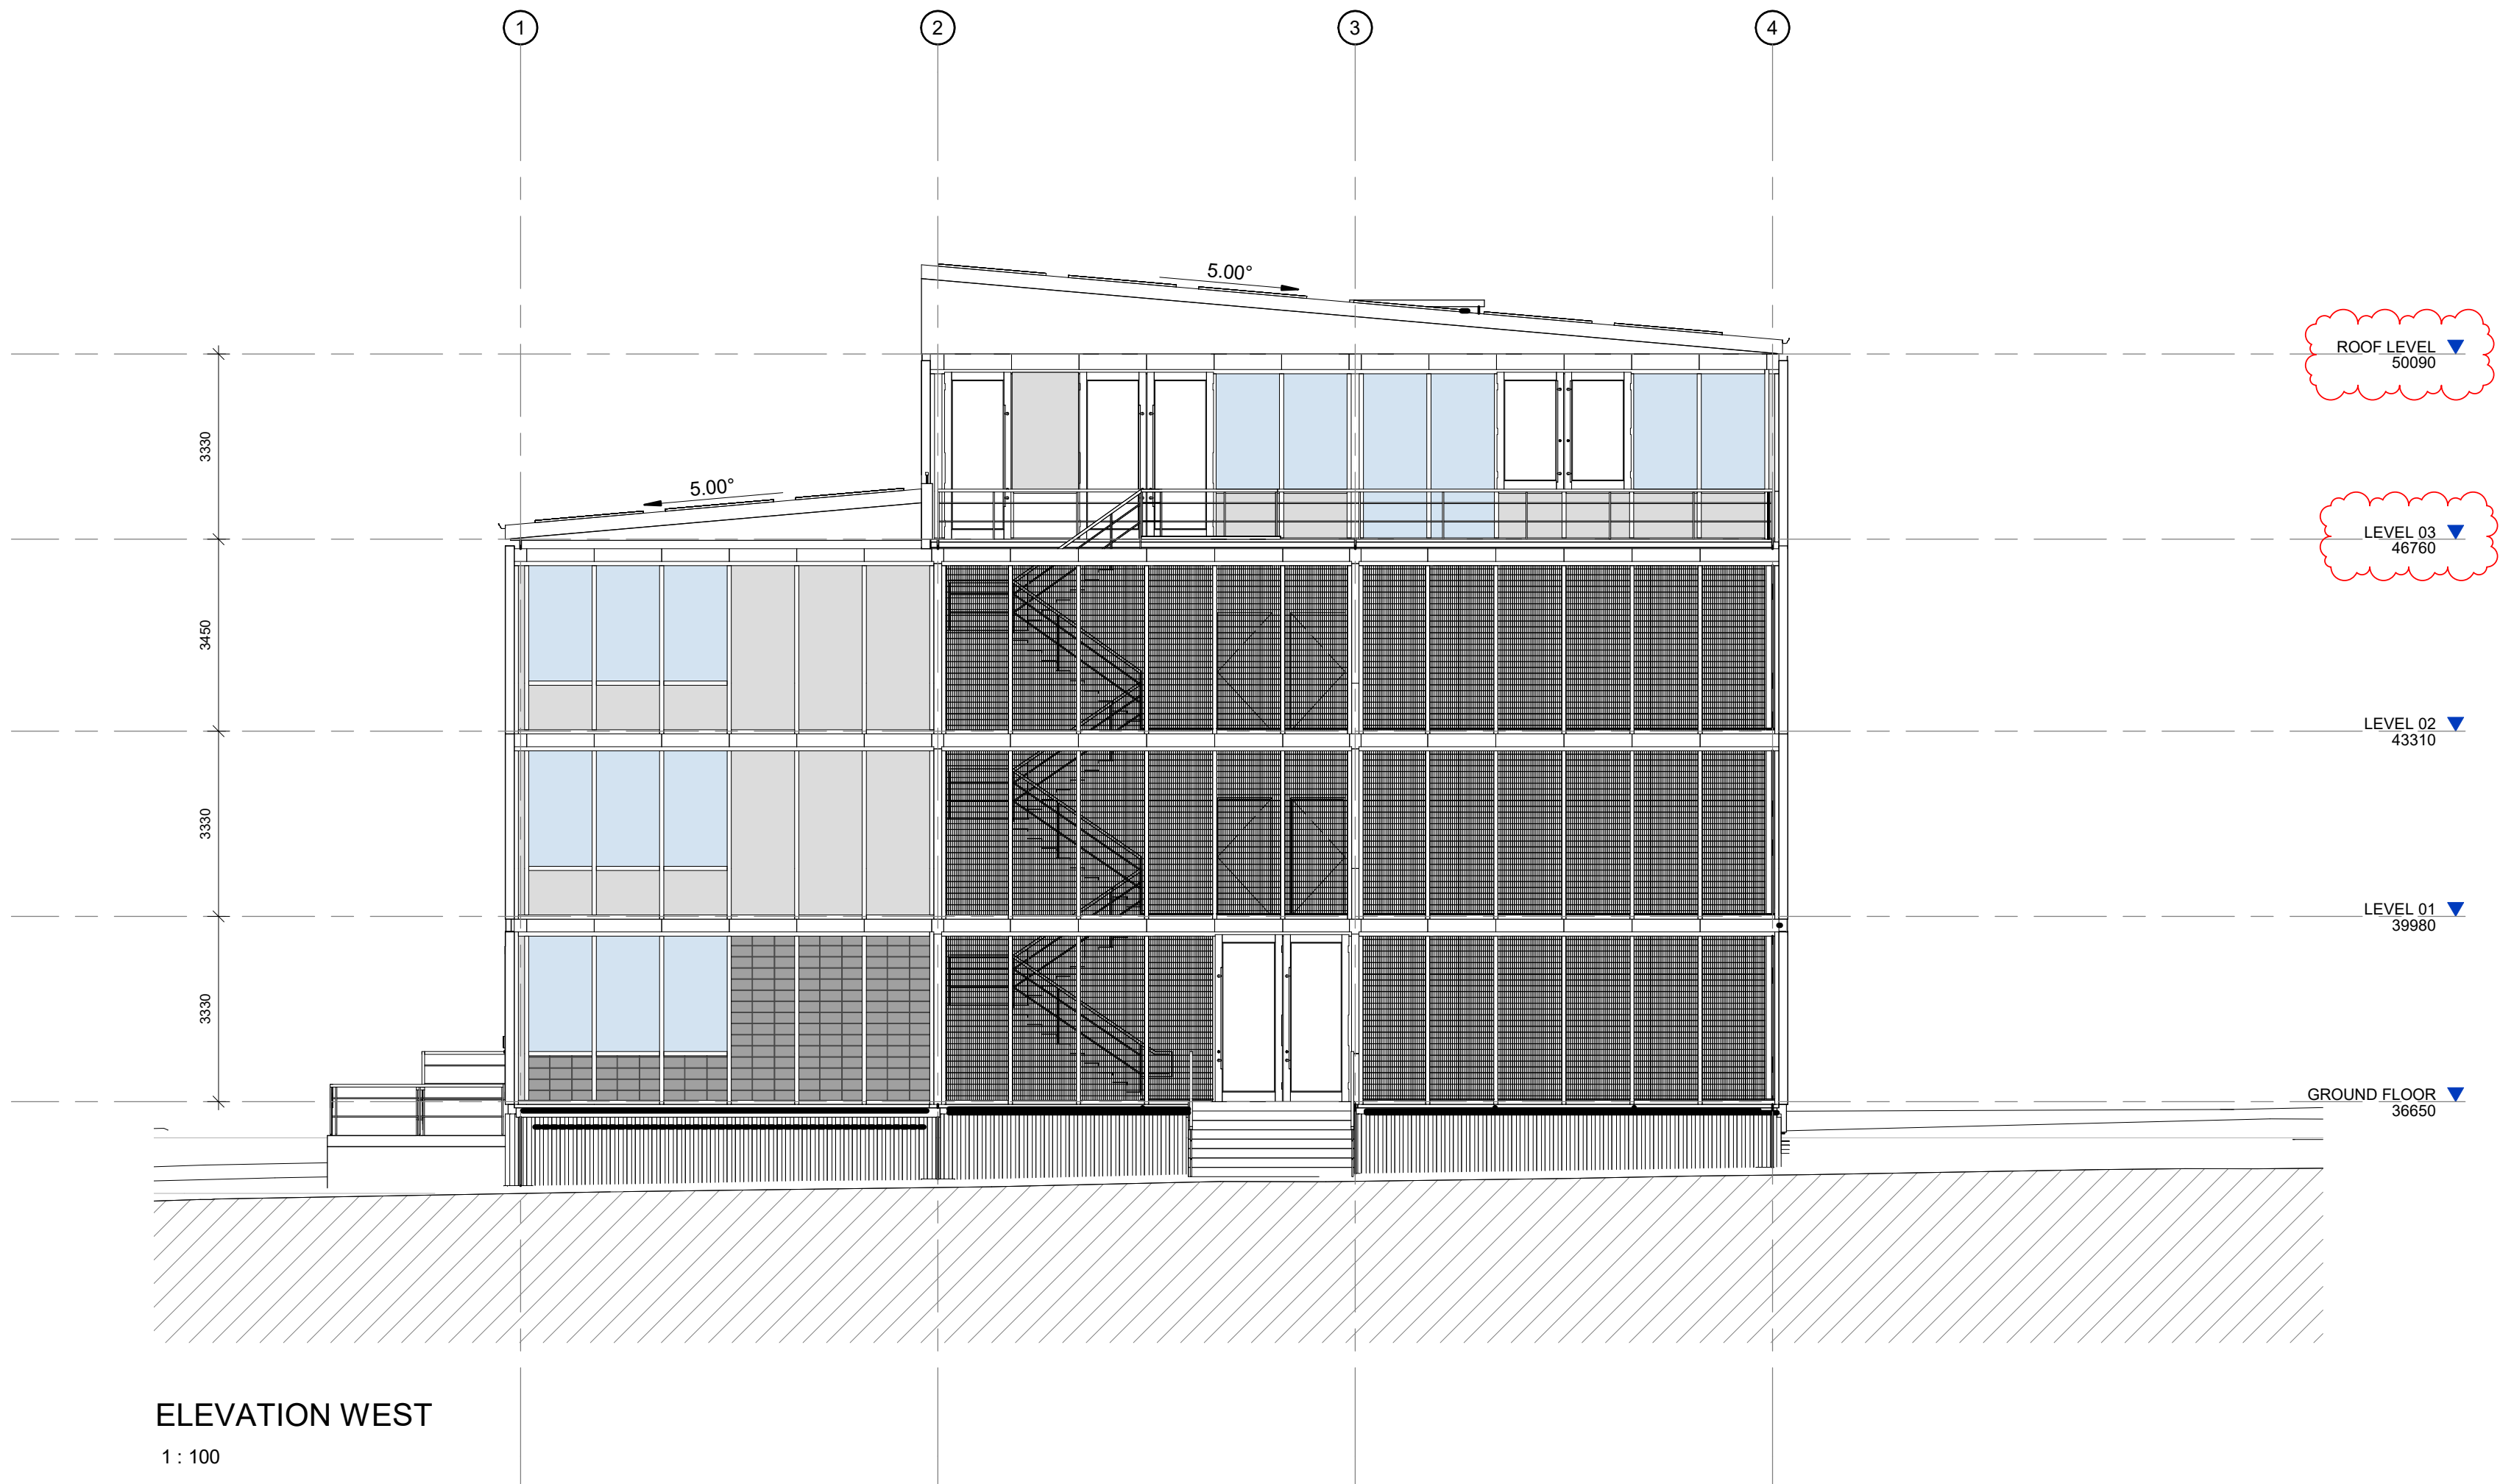 1
2
3
4
5.00°
5.00°
ROOF LEVEL
50090
LEVEL 03
46760
LEVEL 02
43310
LEVEL 01
39980
GROUND FLOOR
36650
3330
3450
3330
3330
ELEVATION WEST
1 : 100